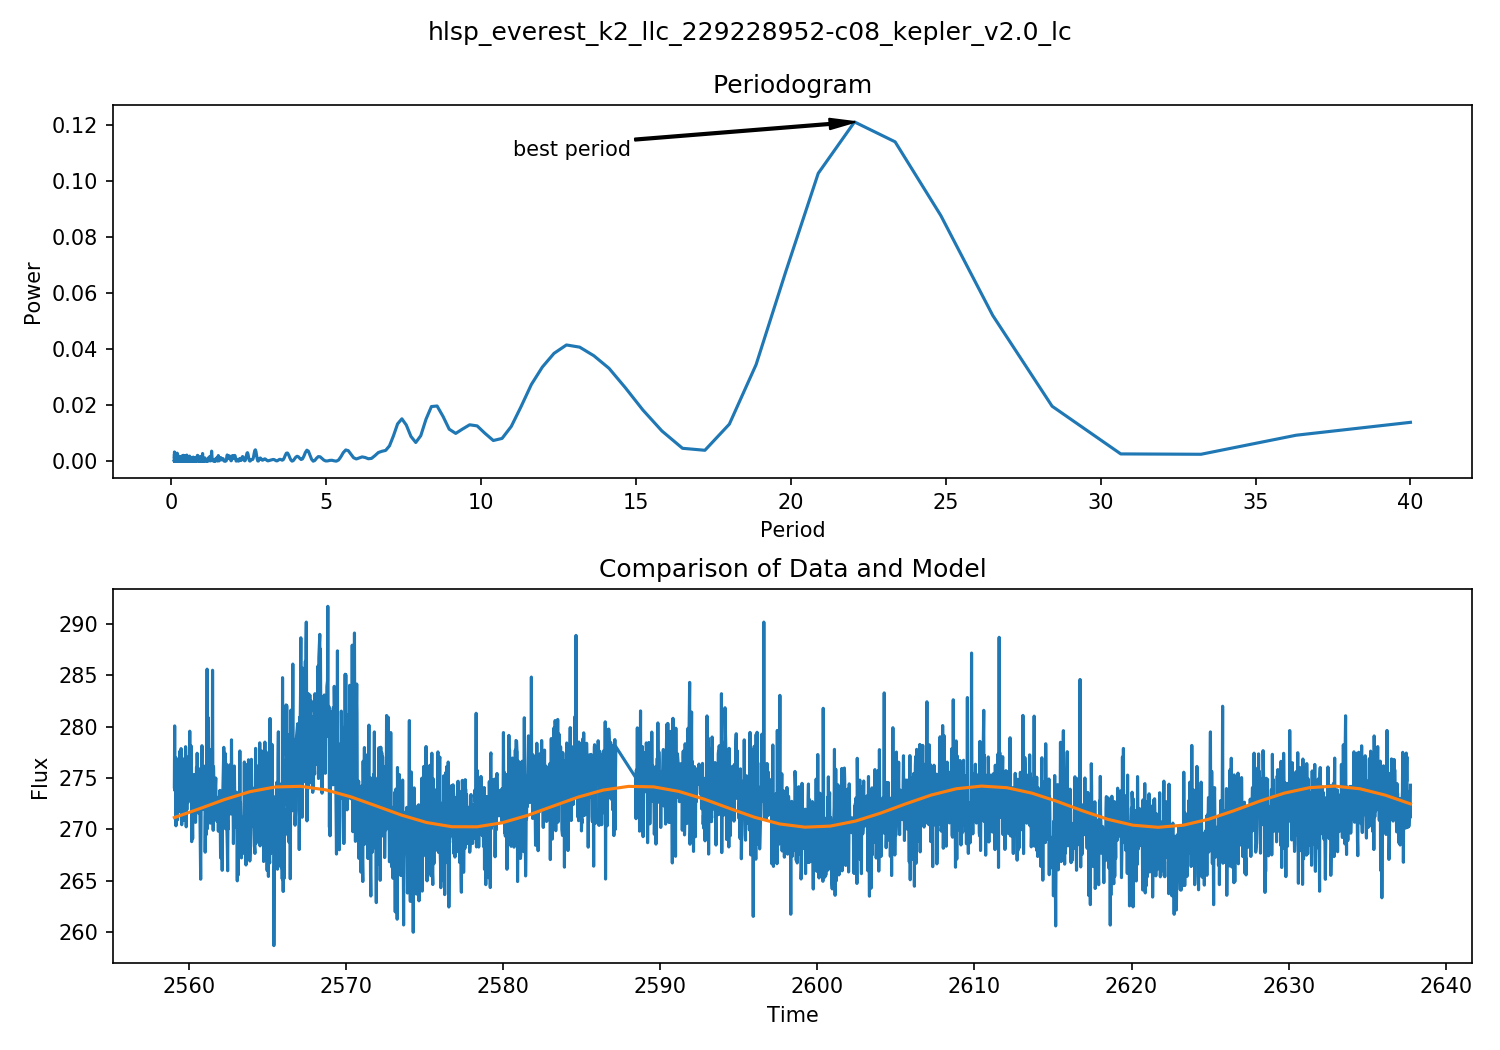 hlsp_everest_k2_llc_229228952-c08_kepler_v2.0_lc
Periodogram
0.12
0.10
0.08
0.06
0.04
0.02
0.00
Power
best period
0 5 10 15 20 25 30 35 40
Period
Comparison of Data and Model
290
285
280
275
270
265
260
Flux
2560 2570 2580 2590 2600 2610 2620 2630 2640
Time